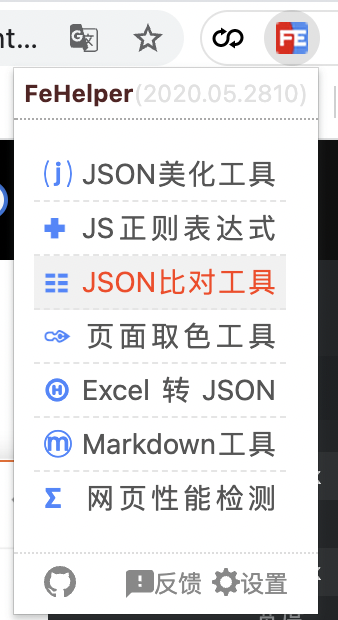 nt...
FE
FeHelper(2020.05.2810)
(j) JSON美化工具
JS正则表达式
JSON比对工具
页面取色工具
Excel 转 JSON
Markdown工具
Σ 网页性能检测
反馈 设置